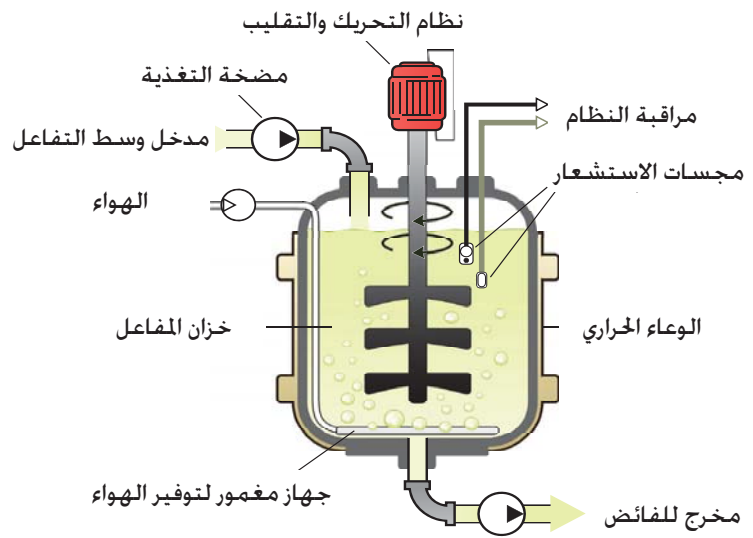 نظام التحريك والتقليب
مضخة التغذية
مراقبة النظام
مدخل وسط التفاعل
مجسات الاستشعار
الهواء
خزان المفاعل
الوعاء الحراري
جهاز مغمور لتوفير الهواء
مخرج للفائض